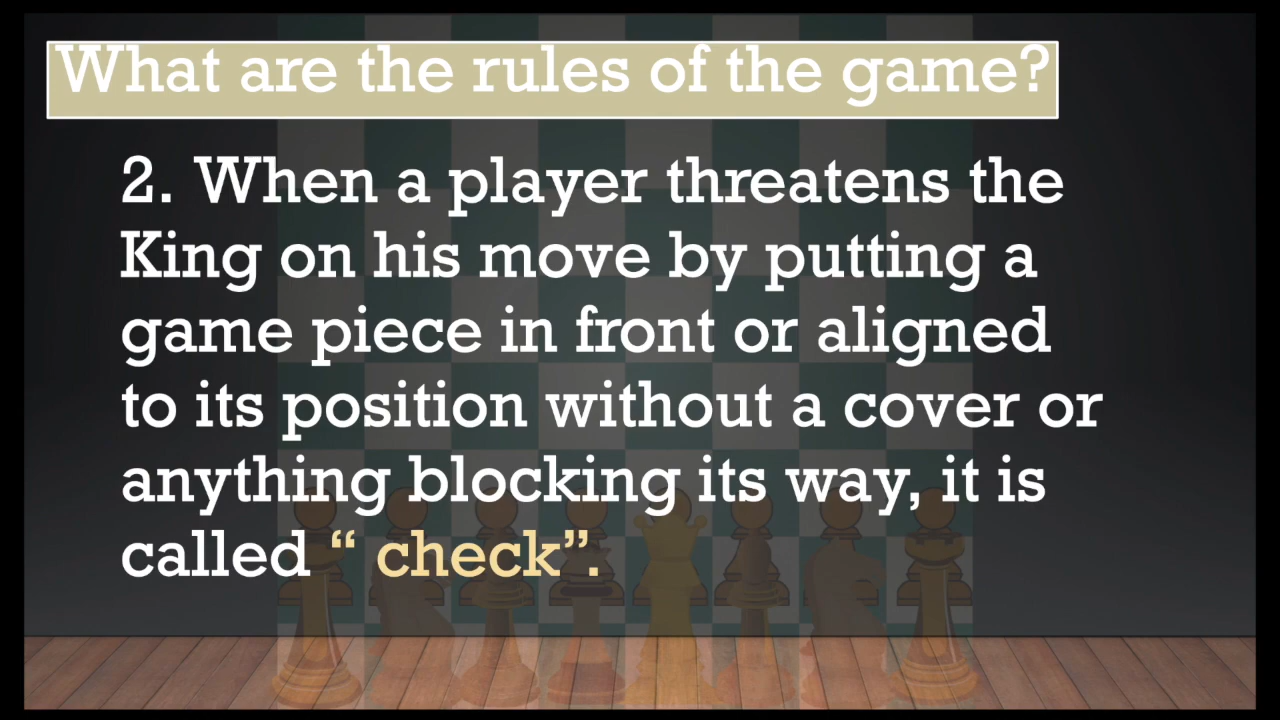 What are the rules of the game?
2. When a player threatens the
King on his move by putting a
game piece in front or aligned
to its position without a cover or
anything blocking its way, it is
called “ check”.